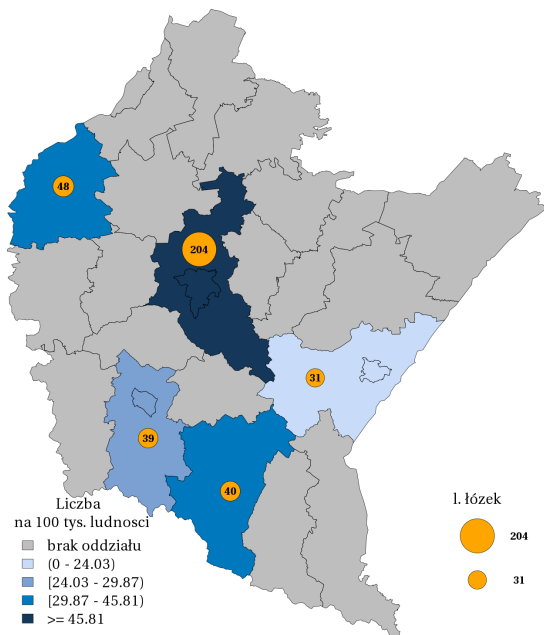 48
204
31
39
40
Liczba
na 100 tys. ludnosci
brak oddziału
(0 - 24.03)
[24.03 - 29.87)
[29.87 - 45.81)
>= 45.81
l. łózek
204
31